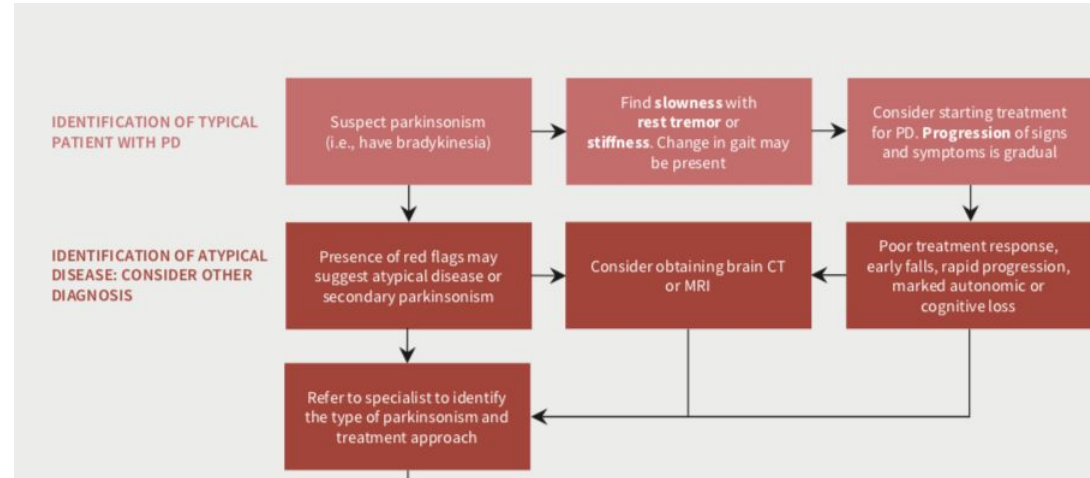 IDENTIFICATION OF TYPICAL
PATIENT WITH PD
Suspect parkinsonism
(i.e., have bradykinesia)
Find slowness with
rest tremor or
stiffness. Change in gait may
be present
Consider starting treatment
for PD. Progression of signs
and symptoms is gradual
IDENTIFICATION OF ATYPICAL
DISEASE: CONSIDER OTHER
DIAGNOSIS
Presence of red flags may
suggest atypical disease or
secondary parkinsonism
Consider obtaining brain CT
or MRI
Poor treatment response,
early falls, rapid progression,
marked autonomic or
cognitive loss
Refer to specialist to identify
the type of parkinsonism and
treatment approach